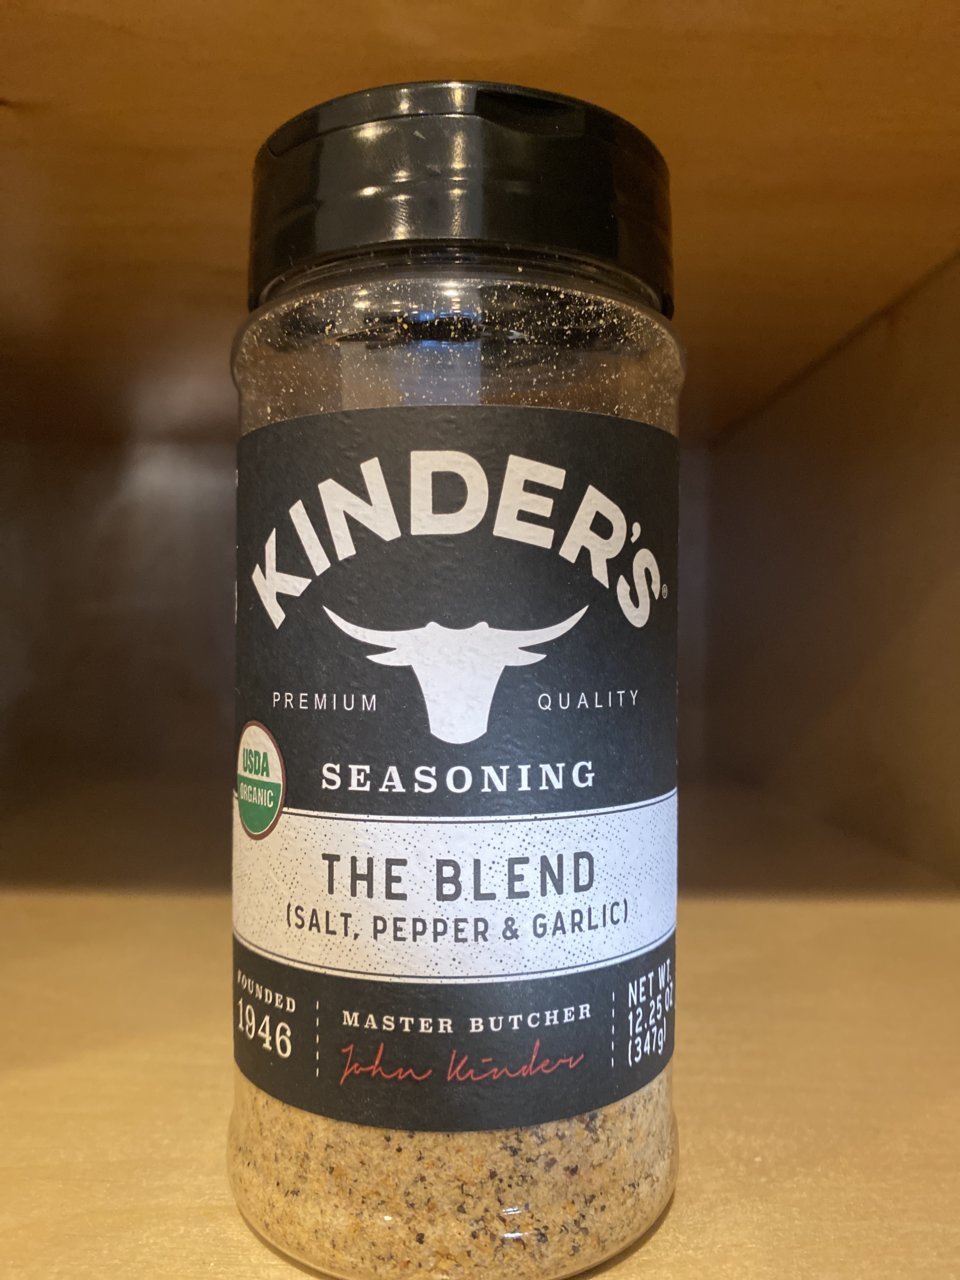 KINDER'S®
PREMIUM QUALITY
SEASONING
USDA
ORGANIC
THE BLEND
(SALT, PEPPER & GARLIC)
FOUNDED
1946
MASTER BUTCHER
John Kinder
NET WT.
12.25 OZ
(347g)